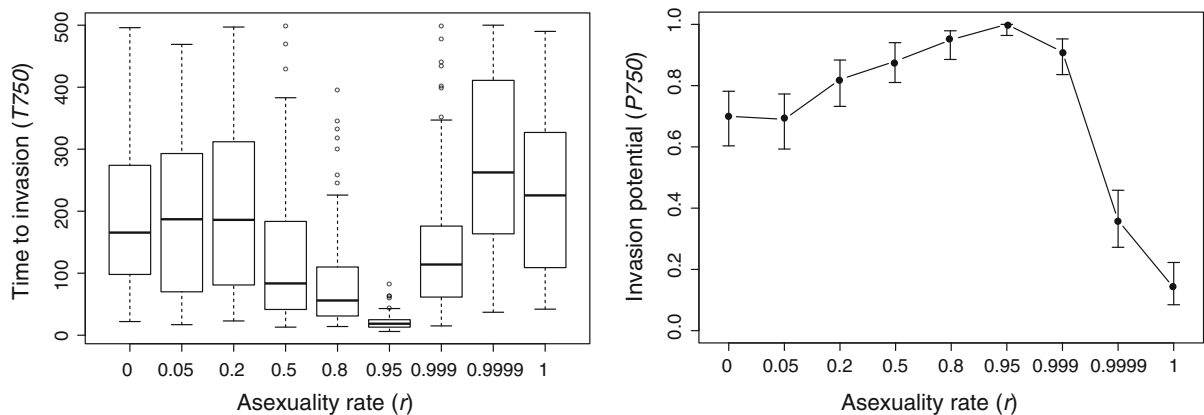 Time to invasion (T750)
500
400
300
200
100
0
0 0.05 0.2 0.5 0.8 0.95 0.999 0.9999 1
Asexuality rate (r)
Invasion potential (P750)
1.0
0.8
0.6
0.4
0.2
0.0
0 0.05 0.2 0.5 0.8 0.95 0.999 0.9999 1
Asexuality rate (r)